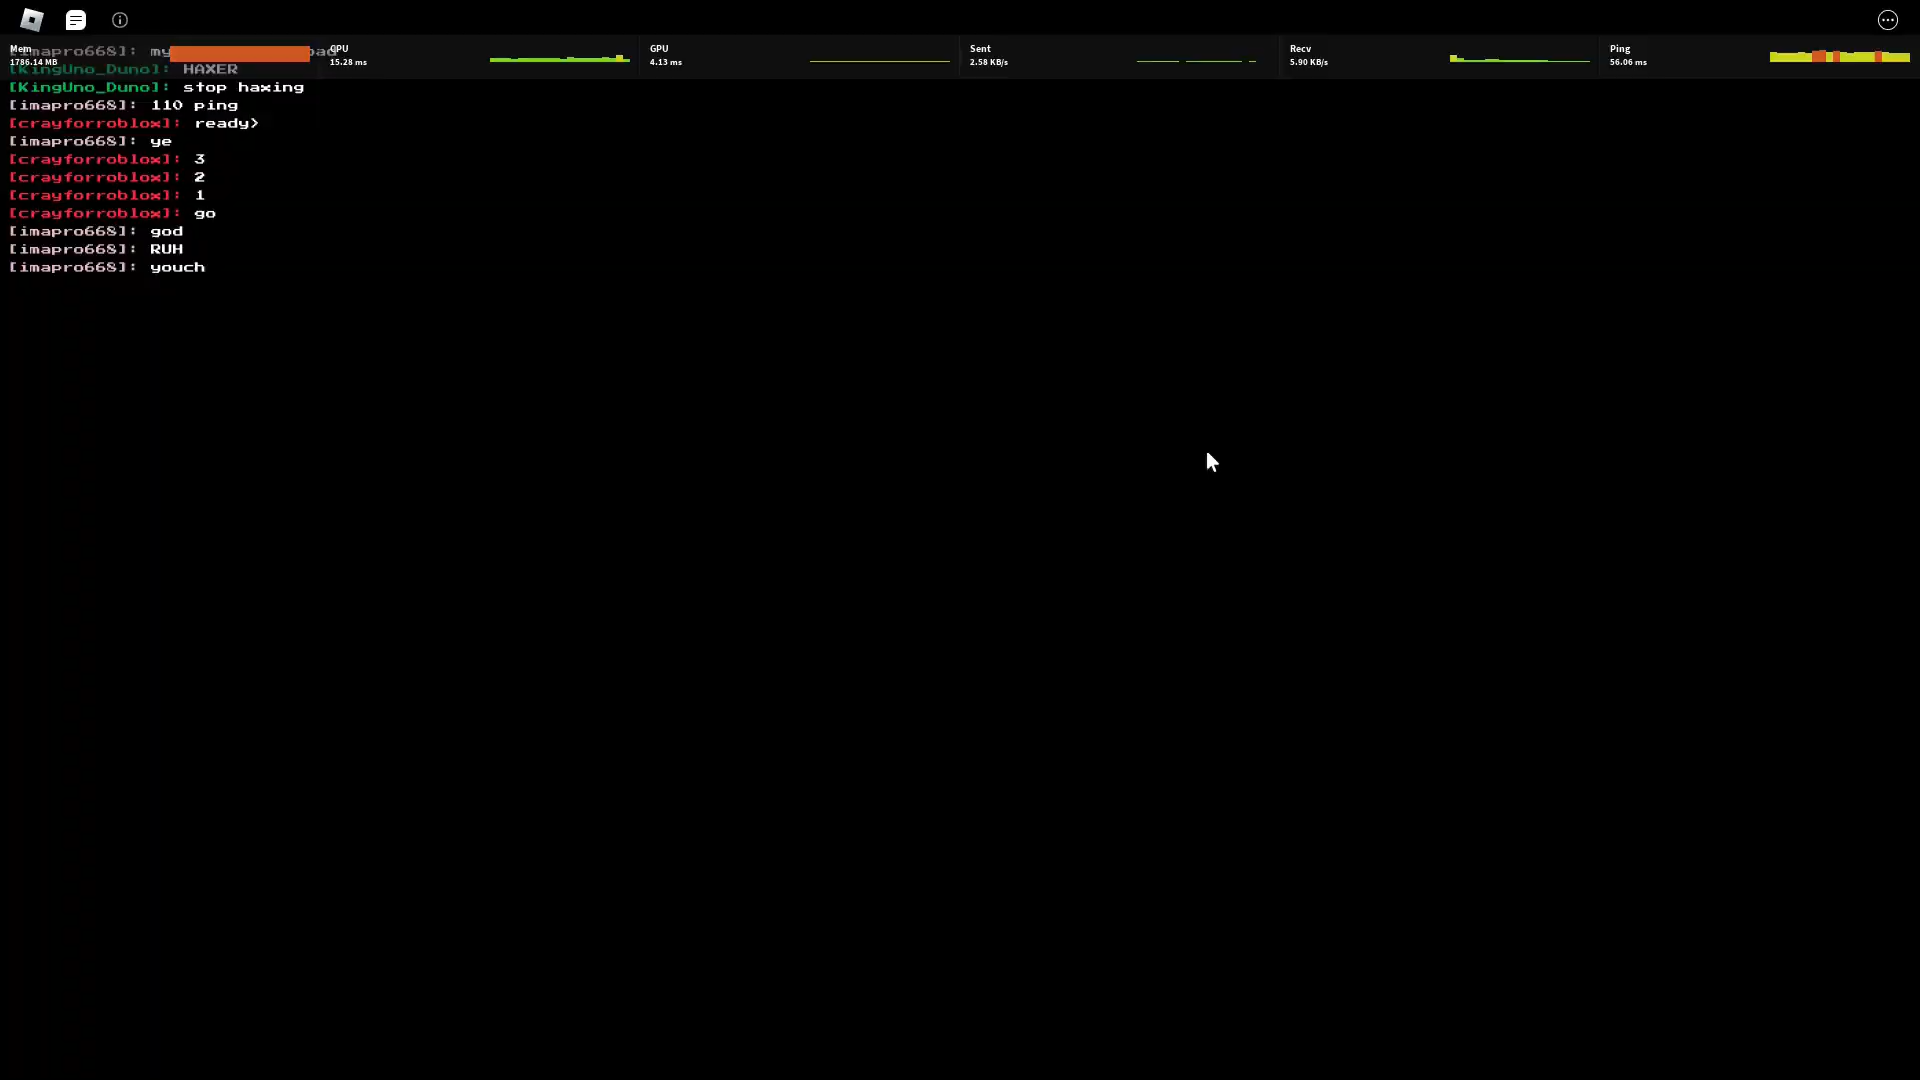 Mem
1786.14 MB
CPU
15.28 ms
GPU
4.13 ms
Sent
2.58 KB/s
Recv
5.90 KB/s
Ping
56.06 ms
[imapro668]: my
[KingUno_Duno]: HAXER
[KingUno_Duno]: stop haxing
[imapro668]: 110 ping
[crayforroblox]: ready>
[imapro668]: ye
[crayforroblox]: 3
[crayforroblox]: 2
[crayforroblox]: 1
[crayforroblox]: go
[imapro668]: god
[imapro668]: RUH
[imapro668]: youch